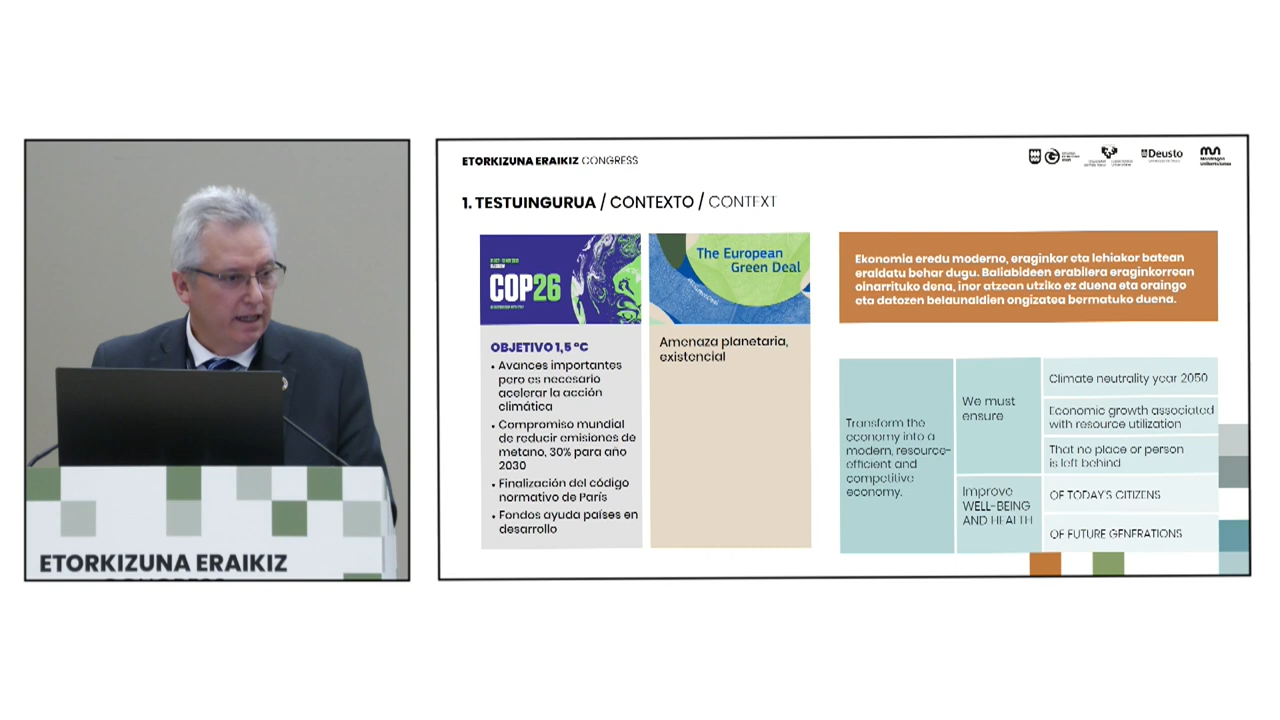 ETORKIZUNA ERAIKIZ CONGRESS
Deusto
1. TESTUINGURUA / CONTEXTO / CONTEXT
COP26
The European
Green Deal
OBJETIVO 1,5 ºC
• Avances importantes
pero es necesario
acelerar la acción
climática
• Compromiso mundial
de reducir emisiones de
metano, 30% para año
2030
• Finalización del código
normativo de París
• Fondos ayuda países en
desarrollo
Amenaza planetaria,
existencial
Ekonomia eredu moderno, eraginkor eta lehiakor batean
eraldatu behar dugu. Baliabideen erabilera eraginkorrean
oinarrituko dena, inor atzean utziko ez duena eta oraingo
eta datozen belaunaldien ongizatea bermatuko duena.
Transform the
economy into a
modern, resource-
efficient and
competitive
economy.
We must
ensure
Climate neutrality year 2050
Economic growth associated
with resource utilization
That no place or person
is left behind
Improve
WELL-BEING
AND HEALTH
OF TODAY'S CITIZENS
OF FUTURE GENERATIONS
ETORKIZUNA ERAIKIZ
CONGRESS